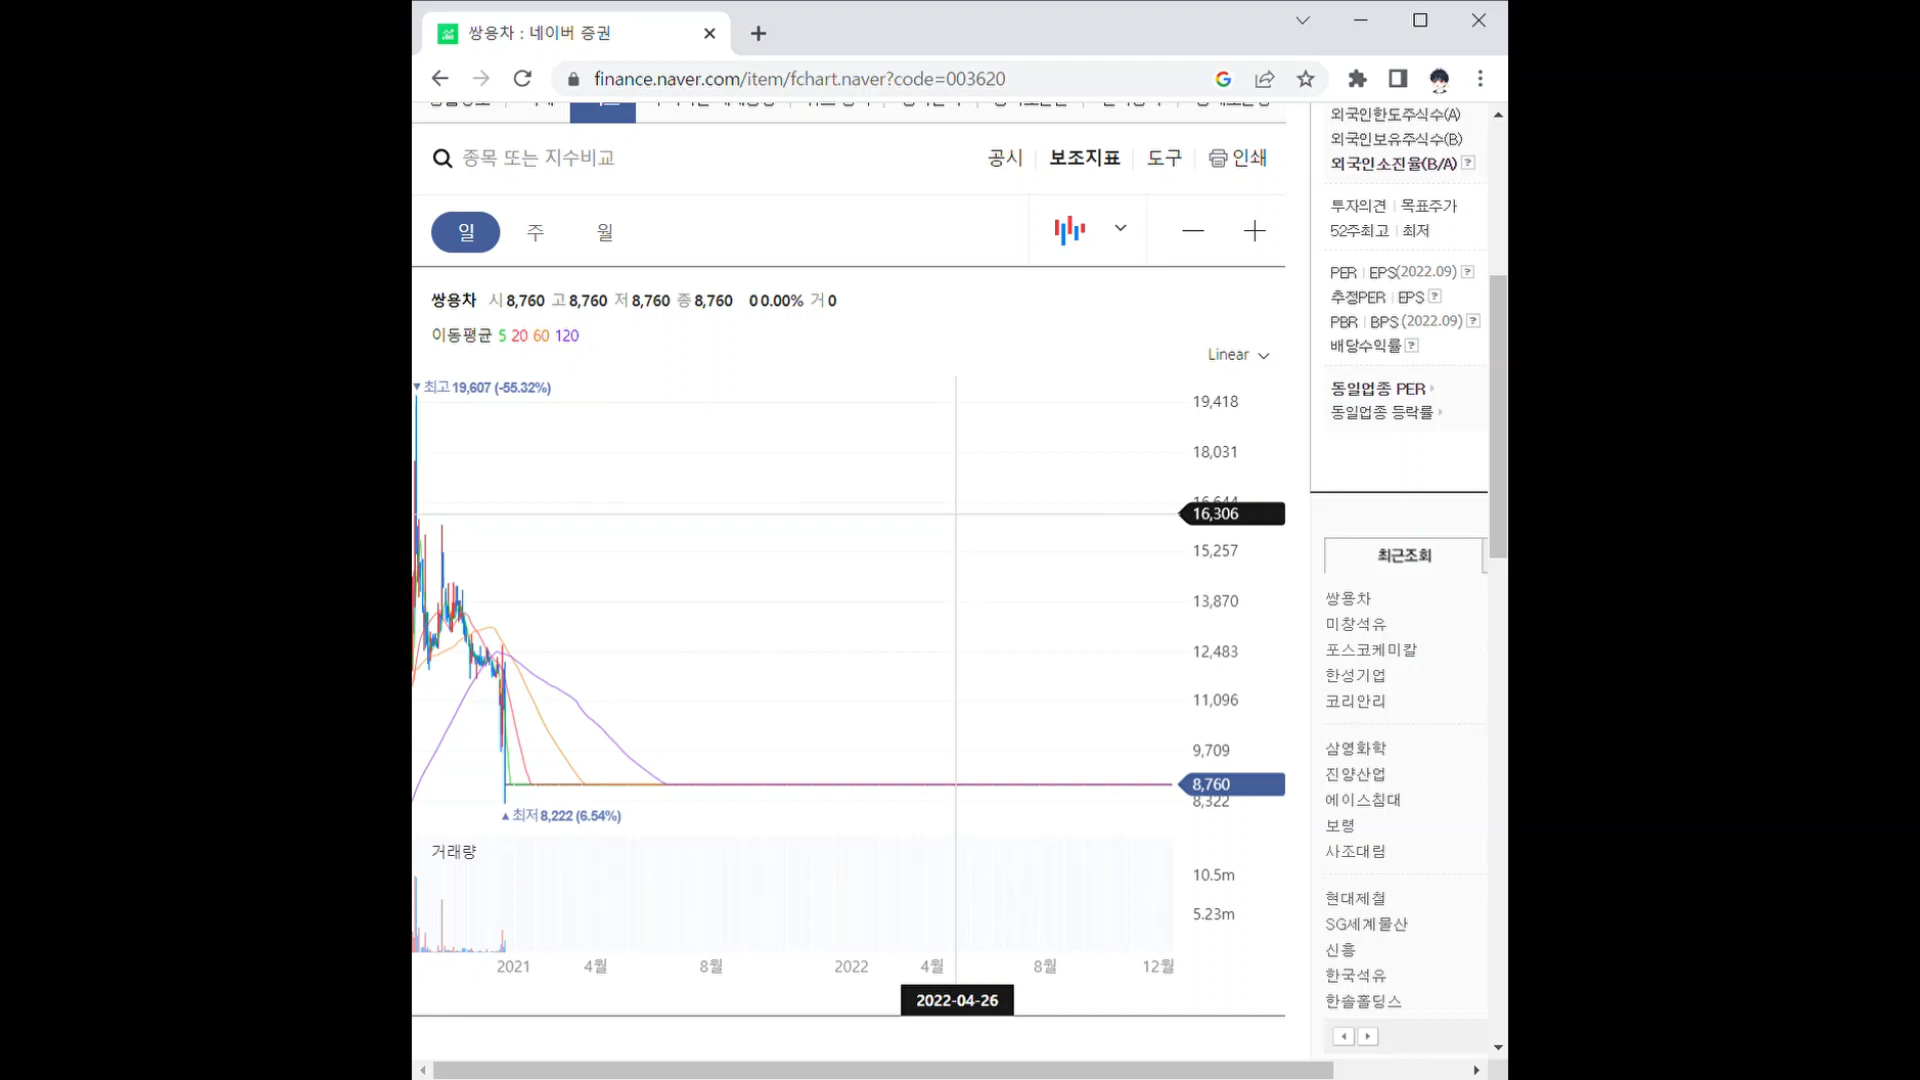 쌍용차 : 네이버 증권
finance.naver.com/item/fchart.naver?code=003620
종목 또는 지수비교
공시 보조지표 도구 인쇄
일 주 월
쌍용차 시 8,760 고 8,760 저 8,760 종 8,760 0 0.00% 거 0
이동평균 5 20 60 120
Linear
최고 19,607 (-55.32%)
19,418
18,031
16,644
16,306
15,257
13,870
12,483
11,096
9,709
8,760
8,322
최저 8,222 (6.54%)
거래량
10.5m
5.23m
2021 4월 8월 2022 4월 8월 12월
2022-04-26
외국인한도주식수(A)
외국인보유주식수(B)
외국인소진율(B/A) ?
투자의견 | 목표주가
52주최고 | 최저
PER | EPS(2022.09) ?
추정PER | EPS ?
PBR | BPS (2022.09) ?
배당수익률 ?
동일업종 PER
동일업종 등락률
최근조회
쌍용차
미창석유
포스코케미칼
한성기업
코리안리
삼영화학
진양산업
에이스침대
보령
사조대림
현대제철
SG세계물산
신흥
한국석유
한솔홀딩스